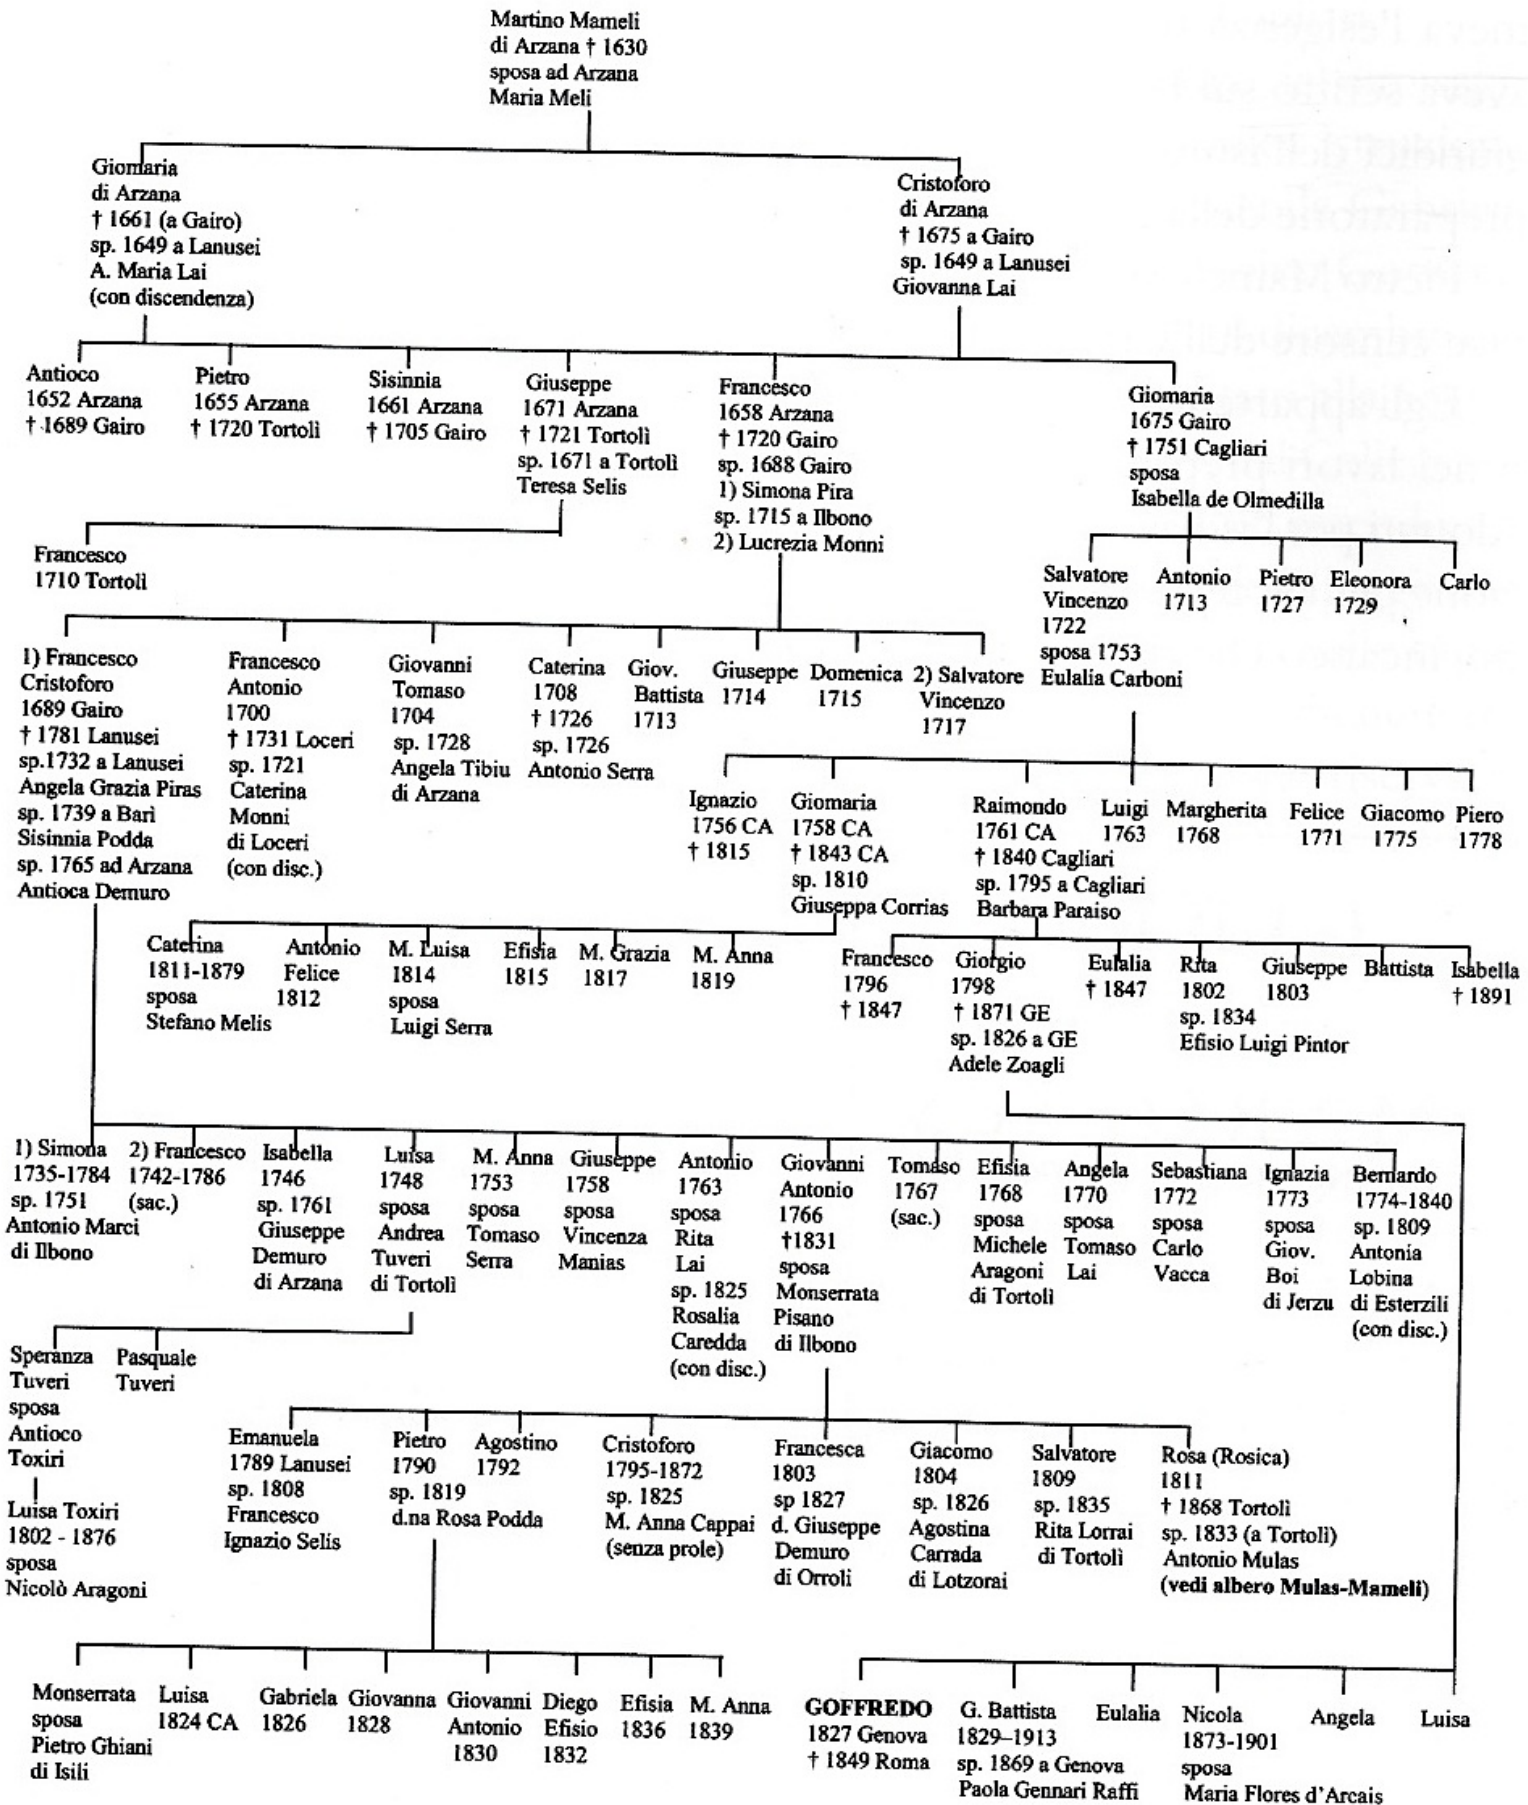 Martino Mameli
di Arzana † 1630
sposa ad Arzana
Maria Meli
Giomaria
di Arzana
† 1661 (a Gairo)
sp. 1649 a Lanusei
A. Maria Lai
(con discendenza)
Cristoforo
di Arzana
† 1675 a Gairo
sp. 1649 a Lanusei
Giovanna Lai
Antioco
1652 Arzana
† 1689 Gairo
Pietro
1655 Arzana
† 1720 Tortolì
Sisinnia
1661 Arzana
† 1705 Gairo
Giuseppe
1671 Arzana
† 1721 Tortolì
sp. 1671 a Tortolì
Teresa Selis
Francesco
1658 Arzana
† 1720 Gairo
sp. 1688 Gairo
1) Simona Pira
sp. 1715 a Ilbono
2) Lucrezia Monni
Giomaria
1675 Gairo
† 1751 Cagliari
sposa
Isabella de Olmedilla
Francesco
1710 Tortolì
Salvatore
Vincenzo
1722
sposa 1753
Eulalia Carboni
Antonio
1713
Pietro
1727
Eleonora
1729
Carlo
1) Francesco
Cristoforo
1689 Gairo
† 1781 Lanusei
sp.1732 a Lanusei
Angela Grazia Piras
sp. 1739 a Barì
Sisinnia Podda
sp. 1765 ad Arzana
Antioca Demuro
Francesco
Antonio
1700
† 1731 Loceri
sp. 1721
Caterina
Monni
di Loceri
(con disc.)
Giovanni
Tomaso
1704
sp. 1728
Angela Tibiu
di Arzana
Caterina
1708
† 1726
sp. 1726
Antonio Serra
Giov.
Battista
1713
Giuseppe
1714
Domenica
1715
2) Salvatore
Vincenzo
1717
Ignazio
1756 CA
† 1815
Giomaria
1758 CA
† 1843 CA
sp. 1810
Giuseppa Corrias
Raimondo
1761 CA
† 1840 Cagliari
sp. 1795 a Cagliari
Barbara Paraiso
Luigi
1763
Margherita
1768
Felice
1771
Giacomo
1775
Piero
1778
Caterina
1811-1879
sposa
Stefano Melis
Antonio
Felice
1812
M. Luisa
1814
sposa
Luigi Serra
Efisia
1815
M. Grazia
1817
M. Anna
1819
Francesco
1796
† 1847
Giorgio
1798
† 1871 GE
sp. 1826 a GE
Adele Zoagli
Eulalia
† 1847
Rita
1802
sp. 1834
Efisio Luigi Pintor
Giuseppe
1803
Battista
Isabella
† 1891
1) Simona
1735-1784
sp. 1751
Antonio Marci
di Ilbono
2) Francesco
1742-1786
(sac.)
Isabella
1746
sp. 1761
Giuseppe
Demuro
di Arzana
Luisa
1748
sposa
Andrea
Tuveri
di Tortolì
M. Anna
1753
sposa
Tomaso
Serra
Giuseppe
1758
sposa
Vincenza
Manias
Antonio
1763
sposa
Rita
Lai
sp. 1825
Rosalia
Caredda
(con disc.)
Giovanni
Antonio
1766
†1831
sposa
Monserrata
Pisano
di Ilbono
Tomaso
1767
(sac.)
Efisia
1768
sposa
Michele
Aragoni
di Tortolì
Angela
1770
sposa
Tomaso
Lai
Sebastiana
1772
sposa
Carlo
Vacca
Ignazia
1773
sposa
Giov.
Boi
di Jerzu
Bernardo
1774-1840
sp. 1809
Antonia
Lobina
di Esterzili
(con disc.)
Speranza
Tuveri
sposa
Antioco
Toxiri
Pasquale
Tuveri
Luisa Toxiri
1802 - 1876
sposa
Nicolò Aragoni
Emanuela
1789 Lanusei
sp. 1808
Francesco
Ignazio Selis
Pietro
1790
sp. 1819
d.na Rosa Podda
Agostino
1792
Cristoforo
1795-1872
sp. 1825
M. Anna Cappai
(senza prole)
Francesca
1803
sp 1827
d. Giuseppe
Demuro
di Orroli
Giacomo
1804
sp. 1826
Agostina
Carrada
di Lotzorai
Salvatore
1809
sp. 1835
Rita Lorrai
di Tortolì
Rosa (Rosica)
1811
† 1868 Tortolì
sp. 1833 (a Tortolì)
Antonio Mulas
(vedi albero Mulas-Mameli)
Monserrata
sposa
Pietro Ghiani
di Isili
Luisa
1824 CA
Gabriela
1826
Giovanna
1828
Giovanni
Antonio
1830
Diego
Efisio
1832
Efisia
1836
M. Anna
1839
GOFFREDO
1827 Genova
† 1849 Roma
G. Battista
1829–1913
sp. 1869 a Genova
Paola Gennari Raffi
Eulalia
Nicola
1873-1901
sposa
Maria Flores d'Arcais
Angela
Luisa